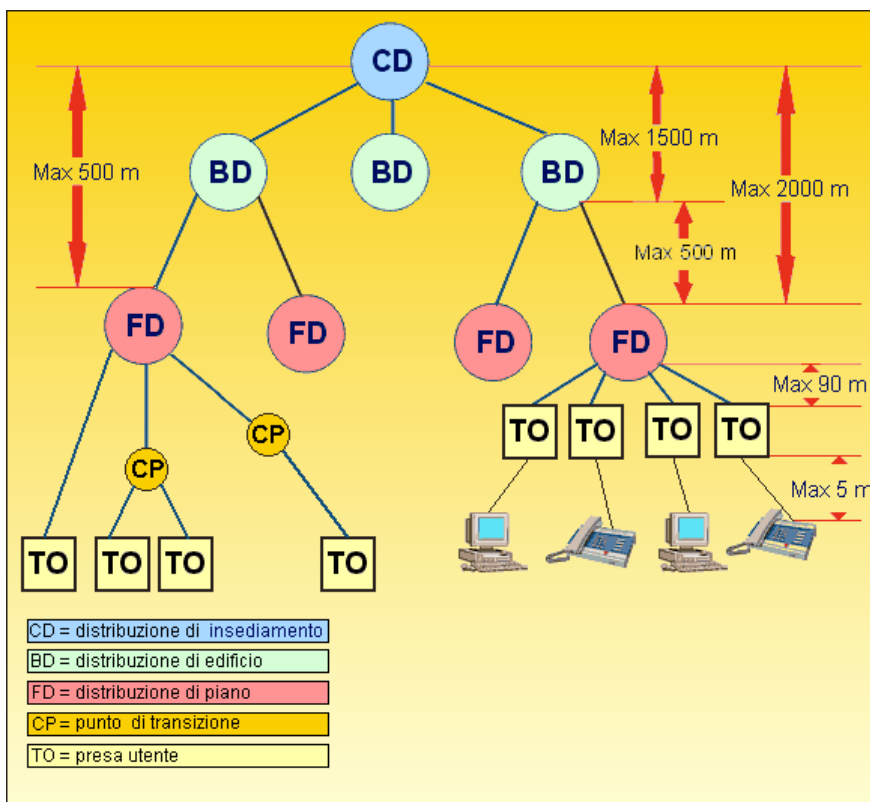 CD
Max 1500 m
Max 500 m
BD
BD
BD
Max 2000 m
Max 500 m
FD
FD
FD
FD
Max 90 m
TO
TO
TO
TO
CP
CP
Max 5 m
TO
TO
TO
TO
CD = distribuzione di insediamento
BD = distribuzione di edificio
FD = distribuzione di piano
CP = punto di transizione
TO = presa utente